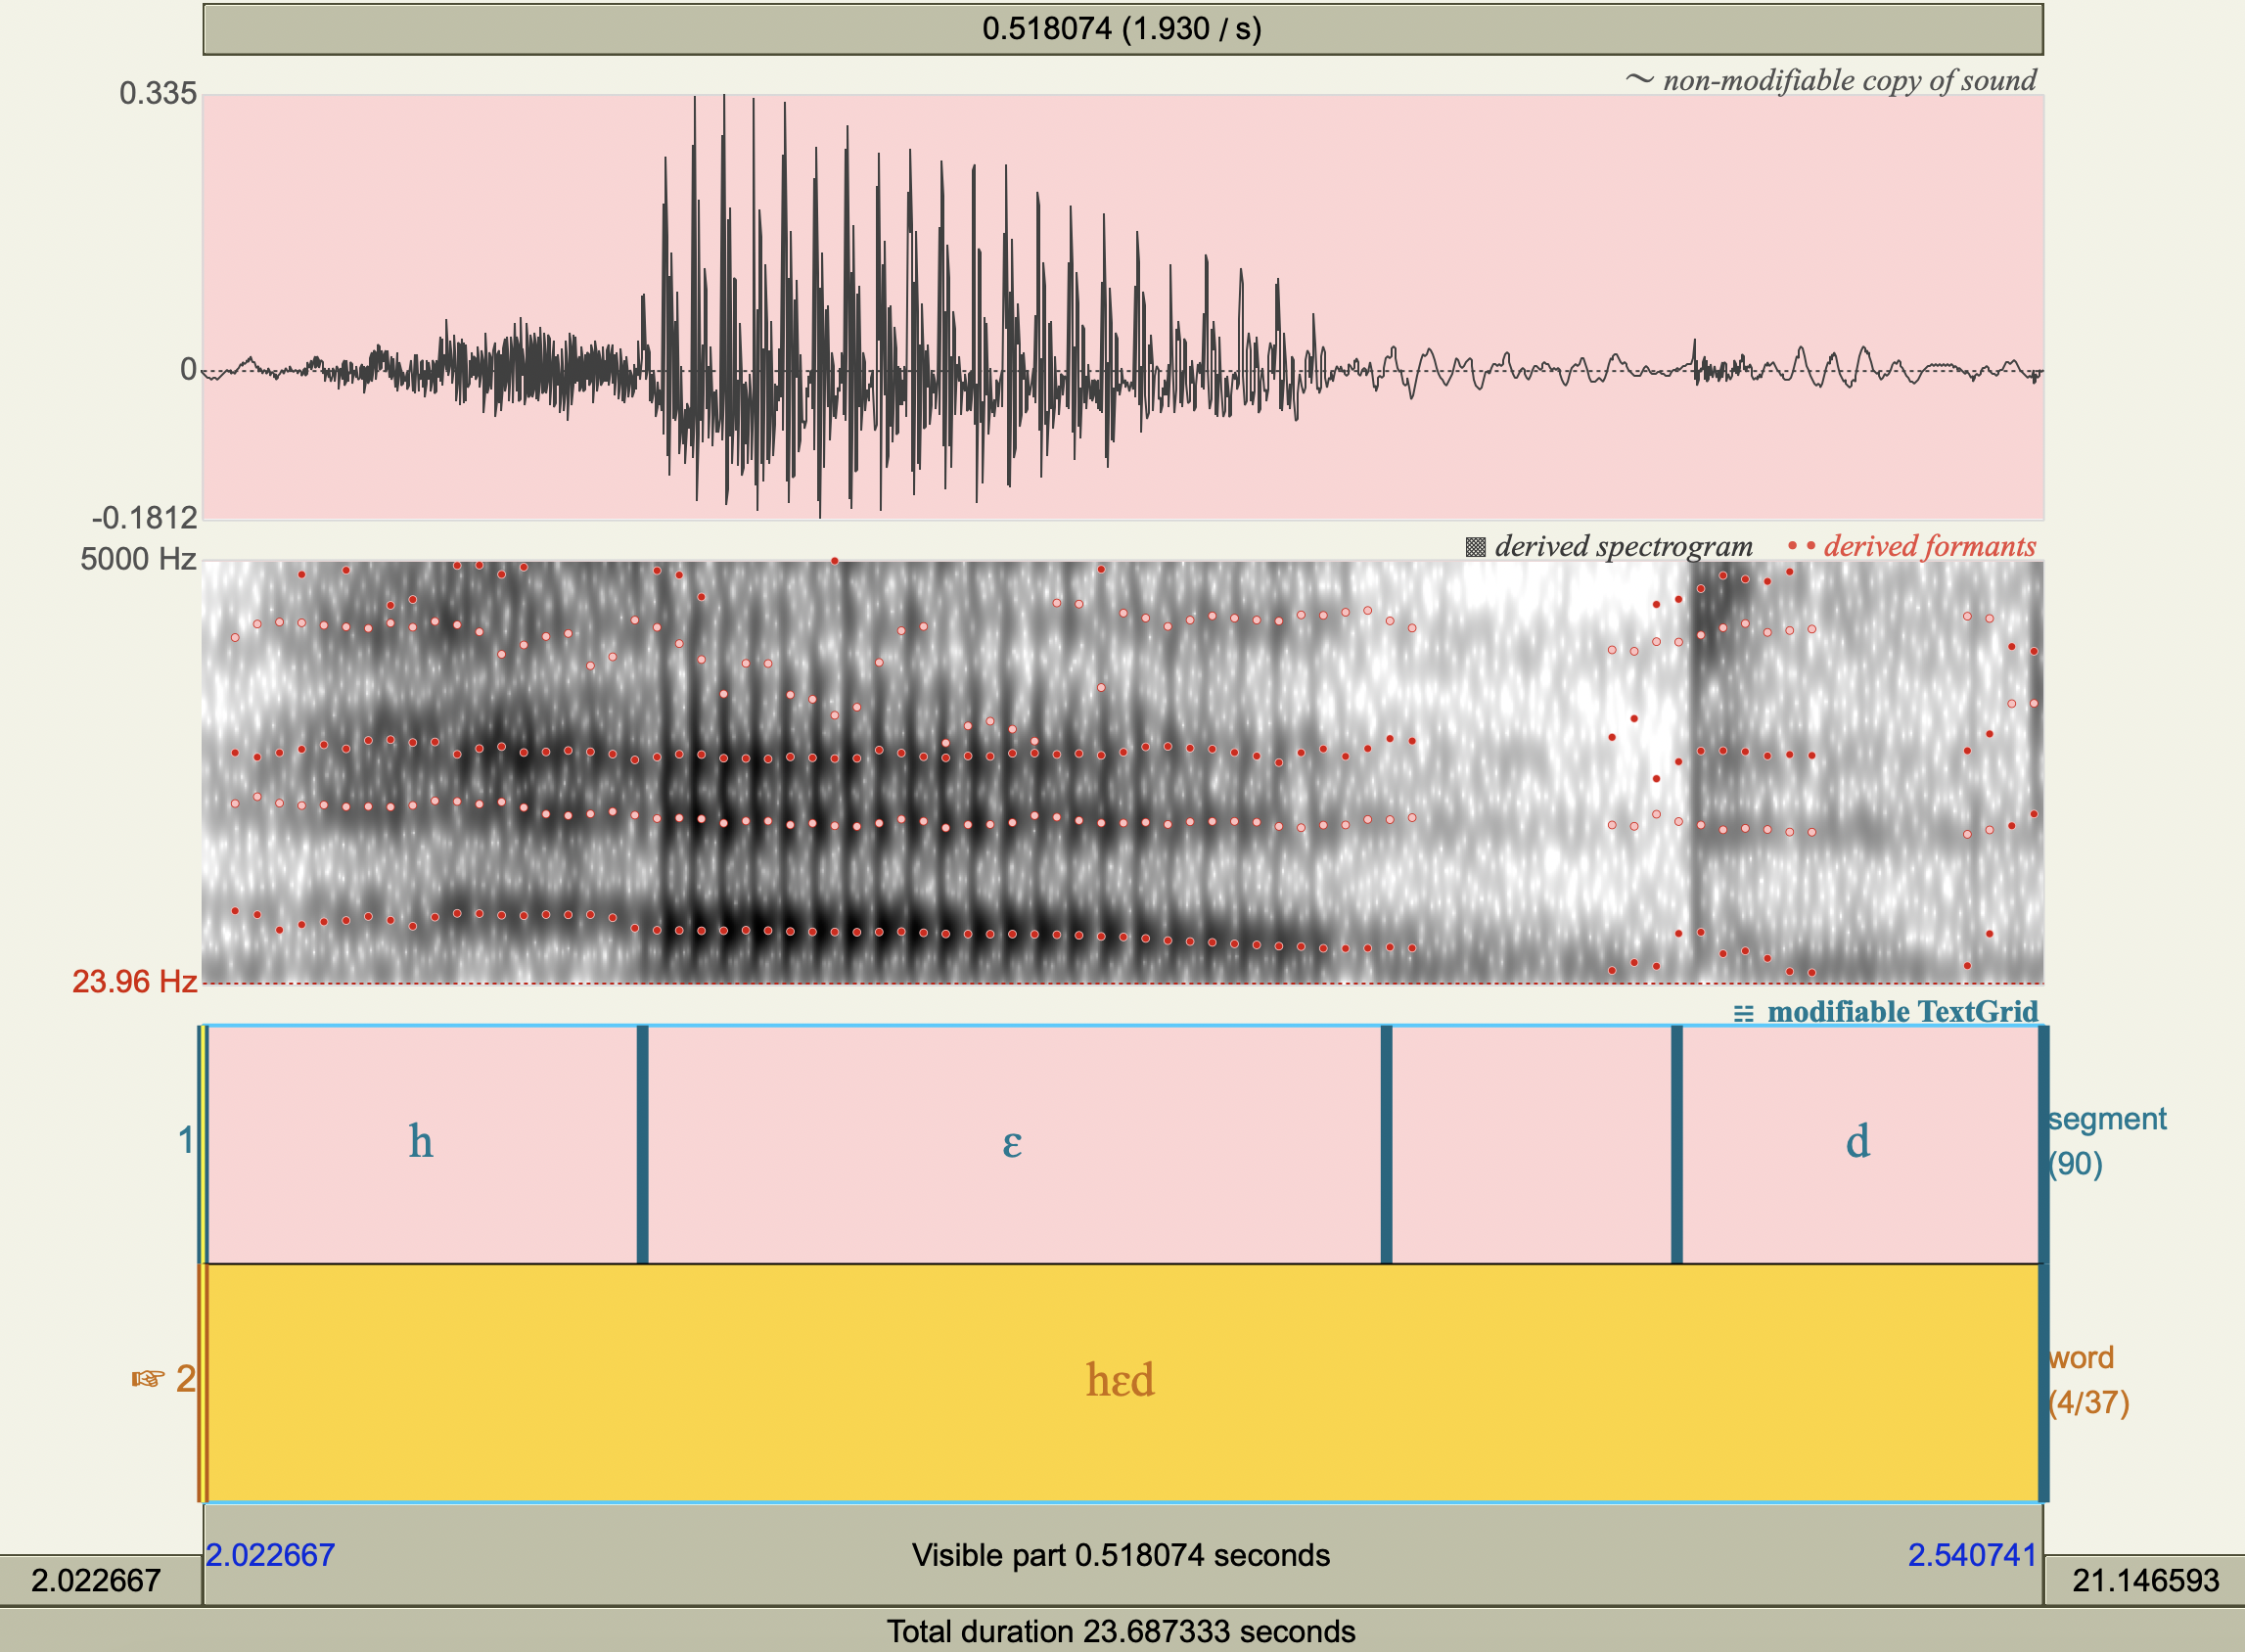 0.518074 (1.930 / s)
~ non-modifiable copy of sound
0.335
0
-0.1812
derived spectrogram
derived formants
5000 Hz
23.96 Hz
modifiable TextGrid
1
h
ɛ
d
segment
(90)
☞ 2
hɛd
word
(4/37)
2.022667
Visible part 0.518074 seconds
2.540741
2.022667
21.146593
Total duration 23.687333 seconds